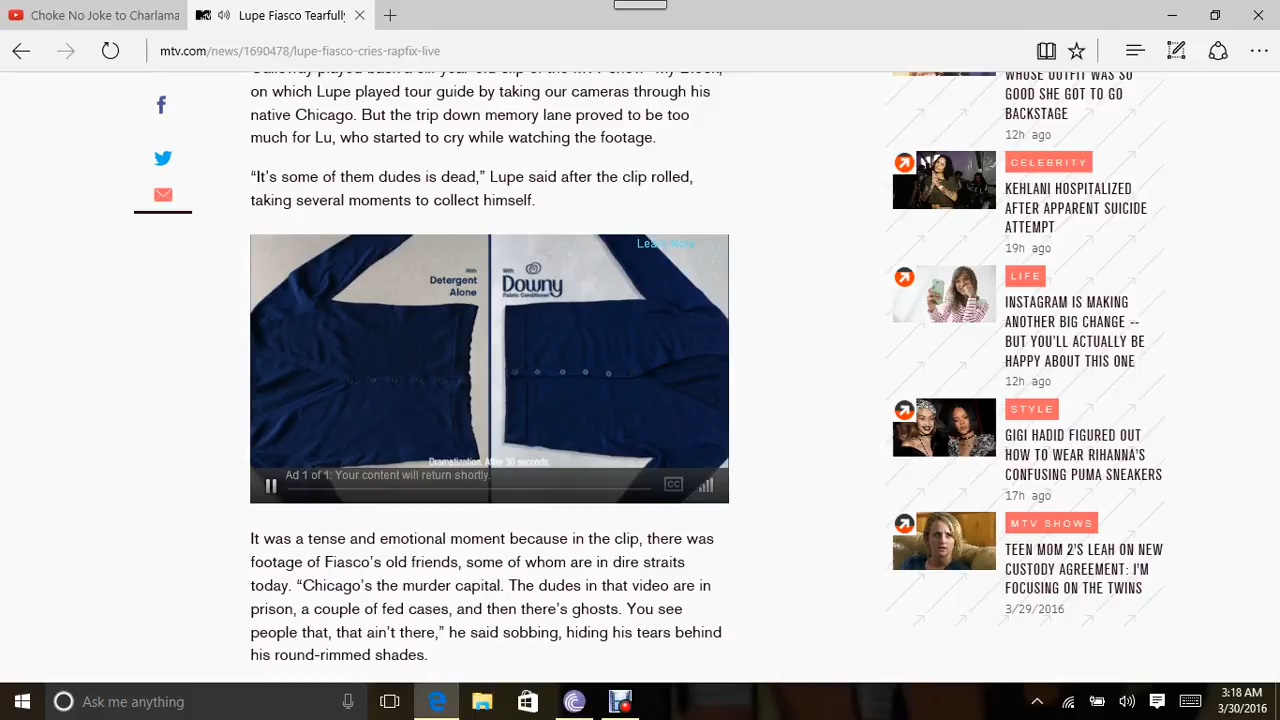 Choke No Joke to Charlama
Lupe Fiasco Tearfully
mtv.com/news/1690478/lupe-fiasco-cries-rapfix-live
on which Lupe played tour guide by taking our cameras through his
native Chicago. But the trip down memory lane proved to be too
much for Lu, who started to cry while watching the footage.
“It’s some of them dudes is dead,” Lupe said after the clip rolled,
taking several moments to collect himself.
Learn More
With
Detergent
Alone
With
Downy
Fabric Conditioner
Dramatization. After 30 seconds.
Ad 1 of 1: Your content will return shortly.
CC
It was a tense and emotional moment because in the clip, there was
footage of Fiasco’s old friends, some of whom are in dire straits
today. “Chicago’s the murder capital. The dudes in that video are in
prison, a couple of fed cases, and then there’s ghosts. You see
people that, that ain’t there,” he said sobbing, hiding his tears behind
his round-rimmed shades.
WHOSE OUTFIT WAS SO
GOOD SHE GOT TO GO
BACKSTAGE
12h ago
CELEBRITY
KEHLANI HOSPITALIZED
AFTER APPARENT SUICIDE
ATTEMPT
19h ago
LIFE
INSTAGRAM IS MAKING
ANOTHER BIG CHANGE --
BUT YOU’LL ACTUALLY BE
HAPPY ABOUT THIS ONE
12h ago
STYLE
GIGI HADID FIGURED OUT
HOW TO WEAR RIHANNA’S
CONFUSING PUMA SNEAKERS
17h ago
MTV SHOWS
TEEN MOM 2’S LEAH ON NEW
CUSTODY AGREEMENT: I’M
FOCUSING ON THE TWINS
3/29/2016
Ask me anything
3:18 AM
3/30/2016